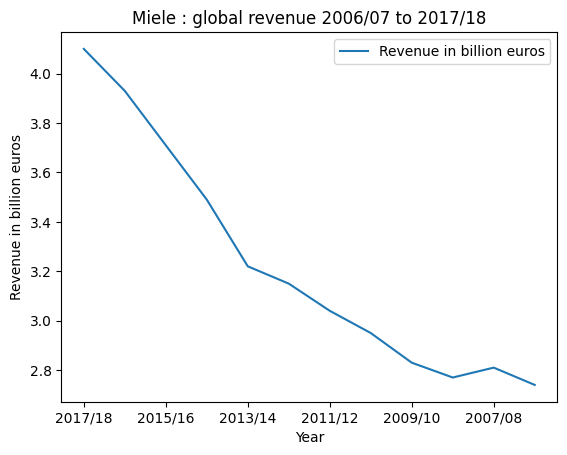 Miele : global revenue 2006/07 to 2017/18
Revenue in billion euros
4.0
3.8
3.6
3.4
3.2
3.0
2.8
Revenue in billion euros
2017/18 2015/16 2013/14 2011/12 2009/10 2007/08
Year